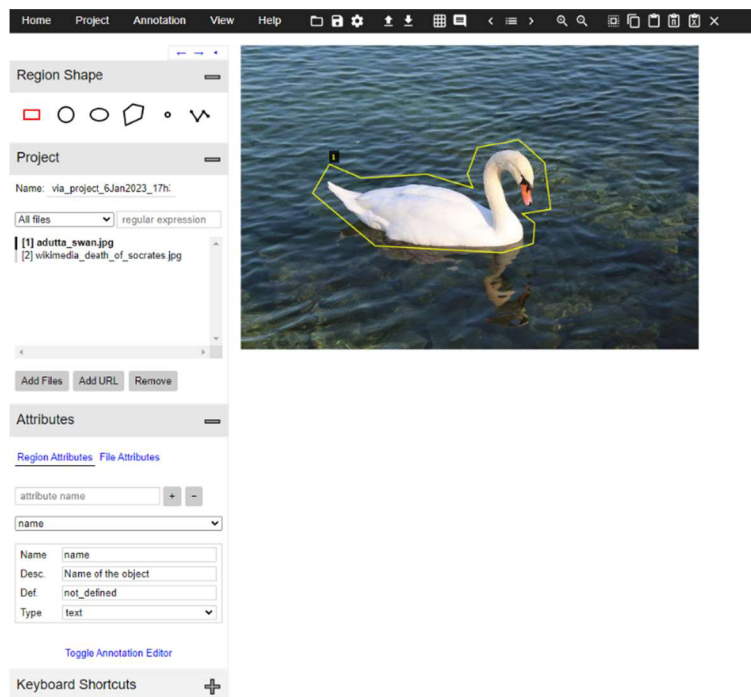 Home Project Annotation View Help
Region Shape
Project
Name: via_project_6Jan2023_17h
All files regular expression
[1] adutta_swan.jpg
[2] wikimedia_death_of_socrates.jpg
Add Files Add URL Remove
Attributes
Region Attributes File Attributes
attribute name + −
name
Name name
Desc. Name of the object
Def. not_defined
Type text
Toggle Annotation Editor
Keyboard Shortcuts
1